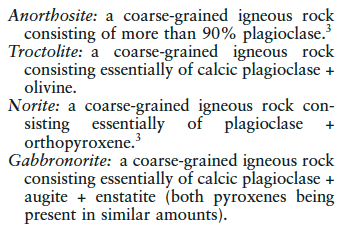 Anorthosite: a coarse-grained igneous rock
consisting of more than 90% plagioclase.³
Troctolite: a coarse-grained igneous rock
consisting essentially of calcic plagioclase +
olivine.
Norite: a coarse-grained igneous rock con-
sisting essentially of plagioclase +
orthopyroxene.³
Gabbronorite: a coarse-grained igneous rock
consisting essentially of calcic plagioclase +
augite + enstatite (both pyroxenes being
present in similar amounts).